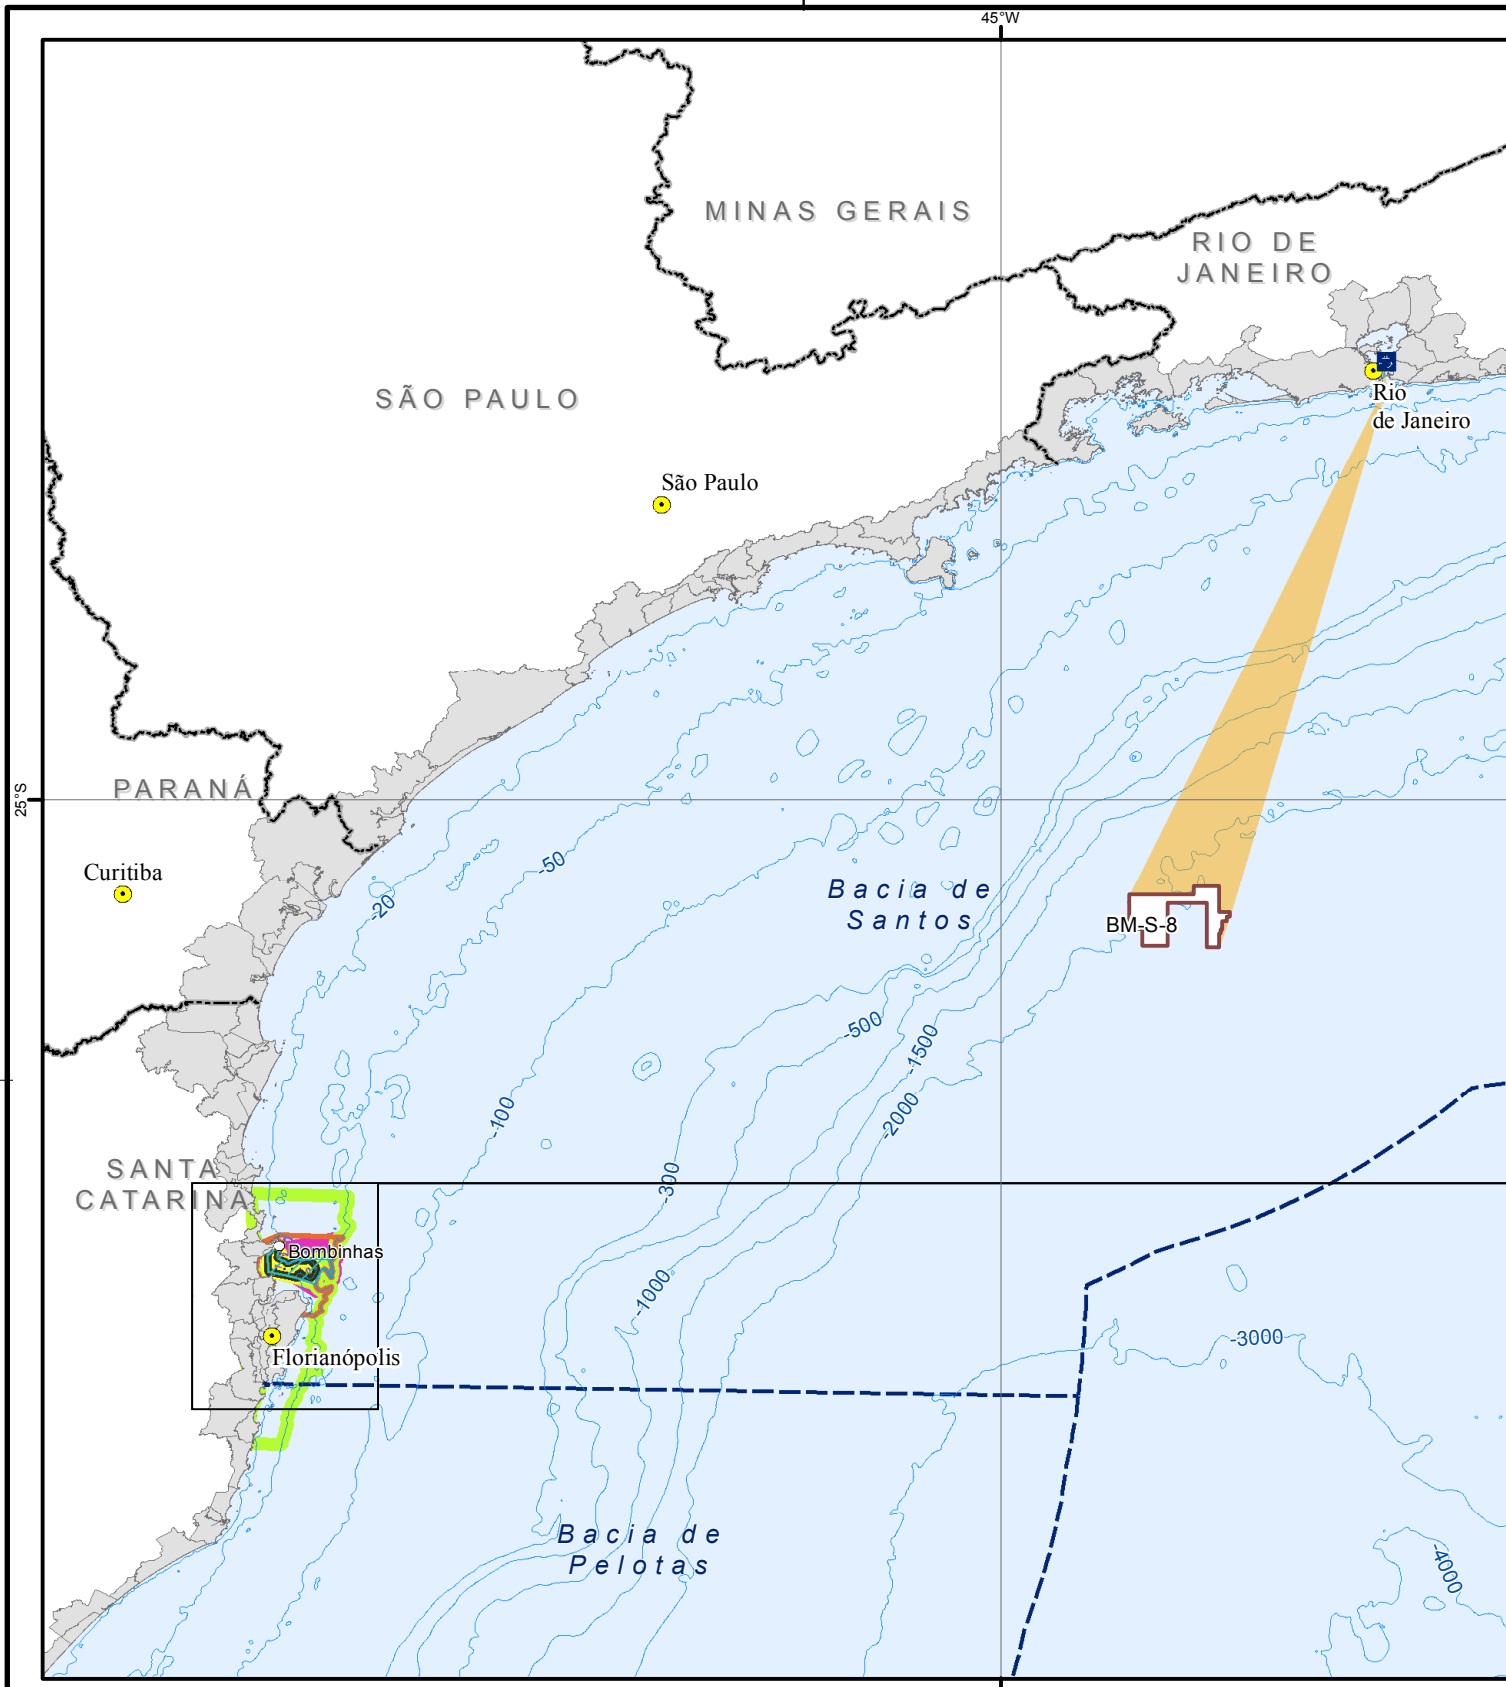 45°W
MINAS GERAIS
RIO DE
JANEIRO
SÃO PAULO
Rio
de Janeiro
São Paulo
PARANÁ
25°S
Curitiba
-50
-20
Bacia de
Santos
BM-S-8
-500
-1500
-100
-2000
SANTA
CATARINA
-300
Bombinhas
-1000
-3000
Florianópolis
Bacia de
Pelotas
-4000